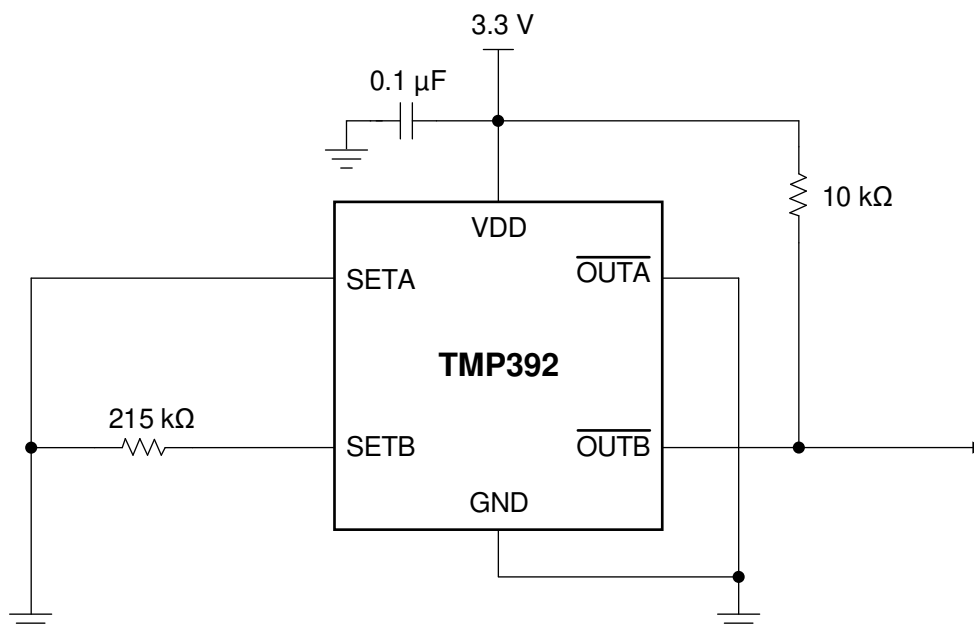 3.3 V
0.1 µF
10 kΩ
VDD
SETA
OUTA
TMP392
215 kΩ
SETB
OUTB
GND